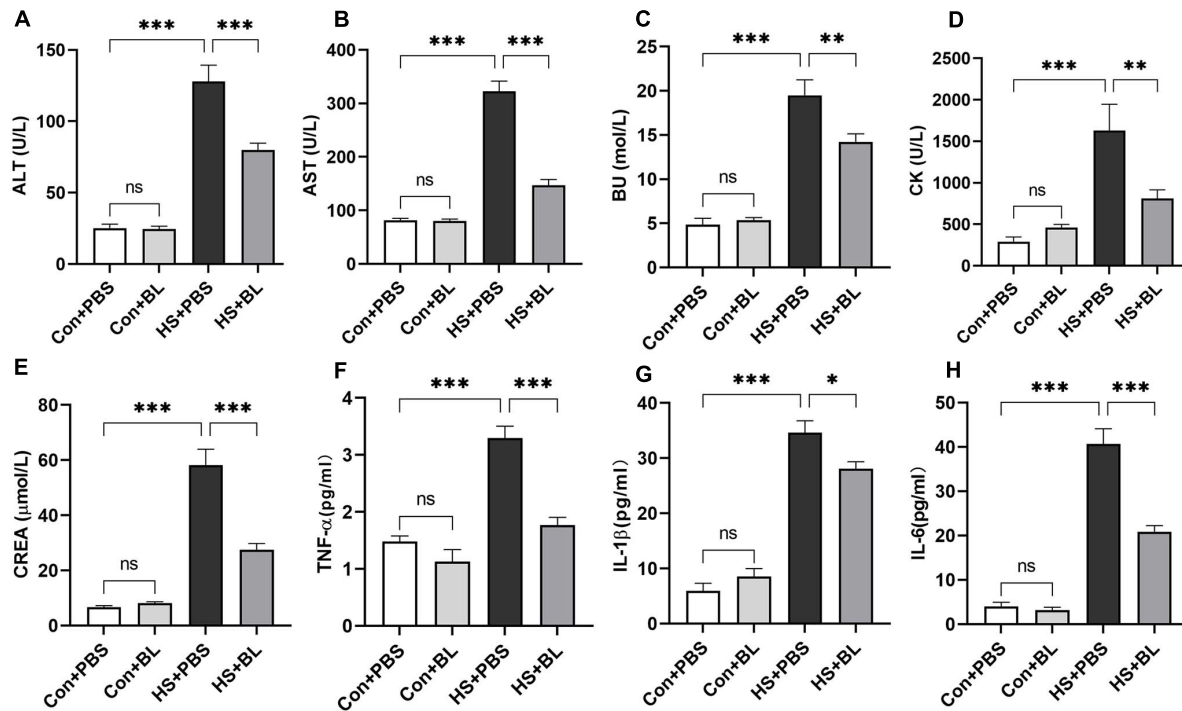 A
*** ***
150
100
50
0
ALT (U/L)
ns
Con+PBS
Con+BL
HS+PBS
HS+BL
B
*** ***
400
300
200
100
0
AST (U/L)
ns
Con+PBS
Con+BL
HS+PBS
HS+BL
C
*** **
25
20
15
10
5
0
BU (mol/L)
ns
Con+PBS
Con+BL
HS+PBS
HS+BL
D
*** **
2500
2000
1500
1000
500
0
CK (U/L)
ns
Con+PBS
Con+BL
HS+PBS
HS+BL
E
*** ***
80
60
40
20
0
CREA (μmol/L)
ns
Con+PBS
Con+BL
HS+PBS
HS+BL
F
*** ***
4
3
2
1
0
TNF-α(pg/ml)
ns
Con+PBS
Con+BL
HS+PBS
HS+BL
G
*** *
40
30
20
10
0
IL-1β(pg/ml)
ns
Con+PBS
Con+BL
HS+PBS
HS+BL
H
*** ***
50
40
30
20
10
0
IL-6(pg/ml)
ns
Con+PBS
Con+BL
HS+PBS
HS+BL